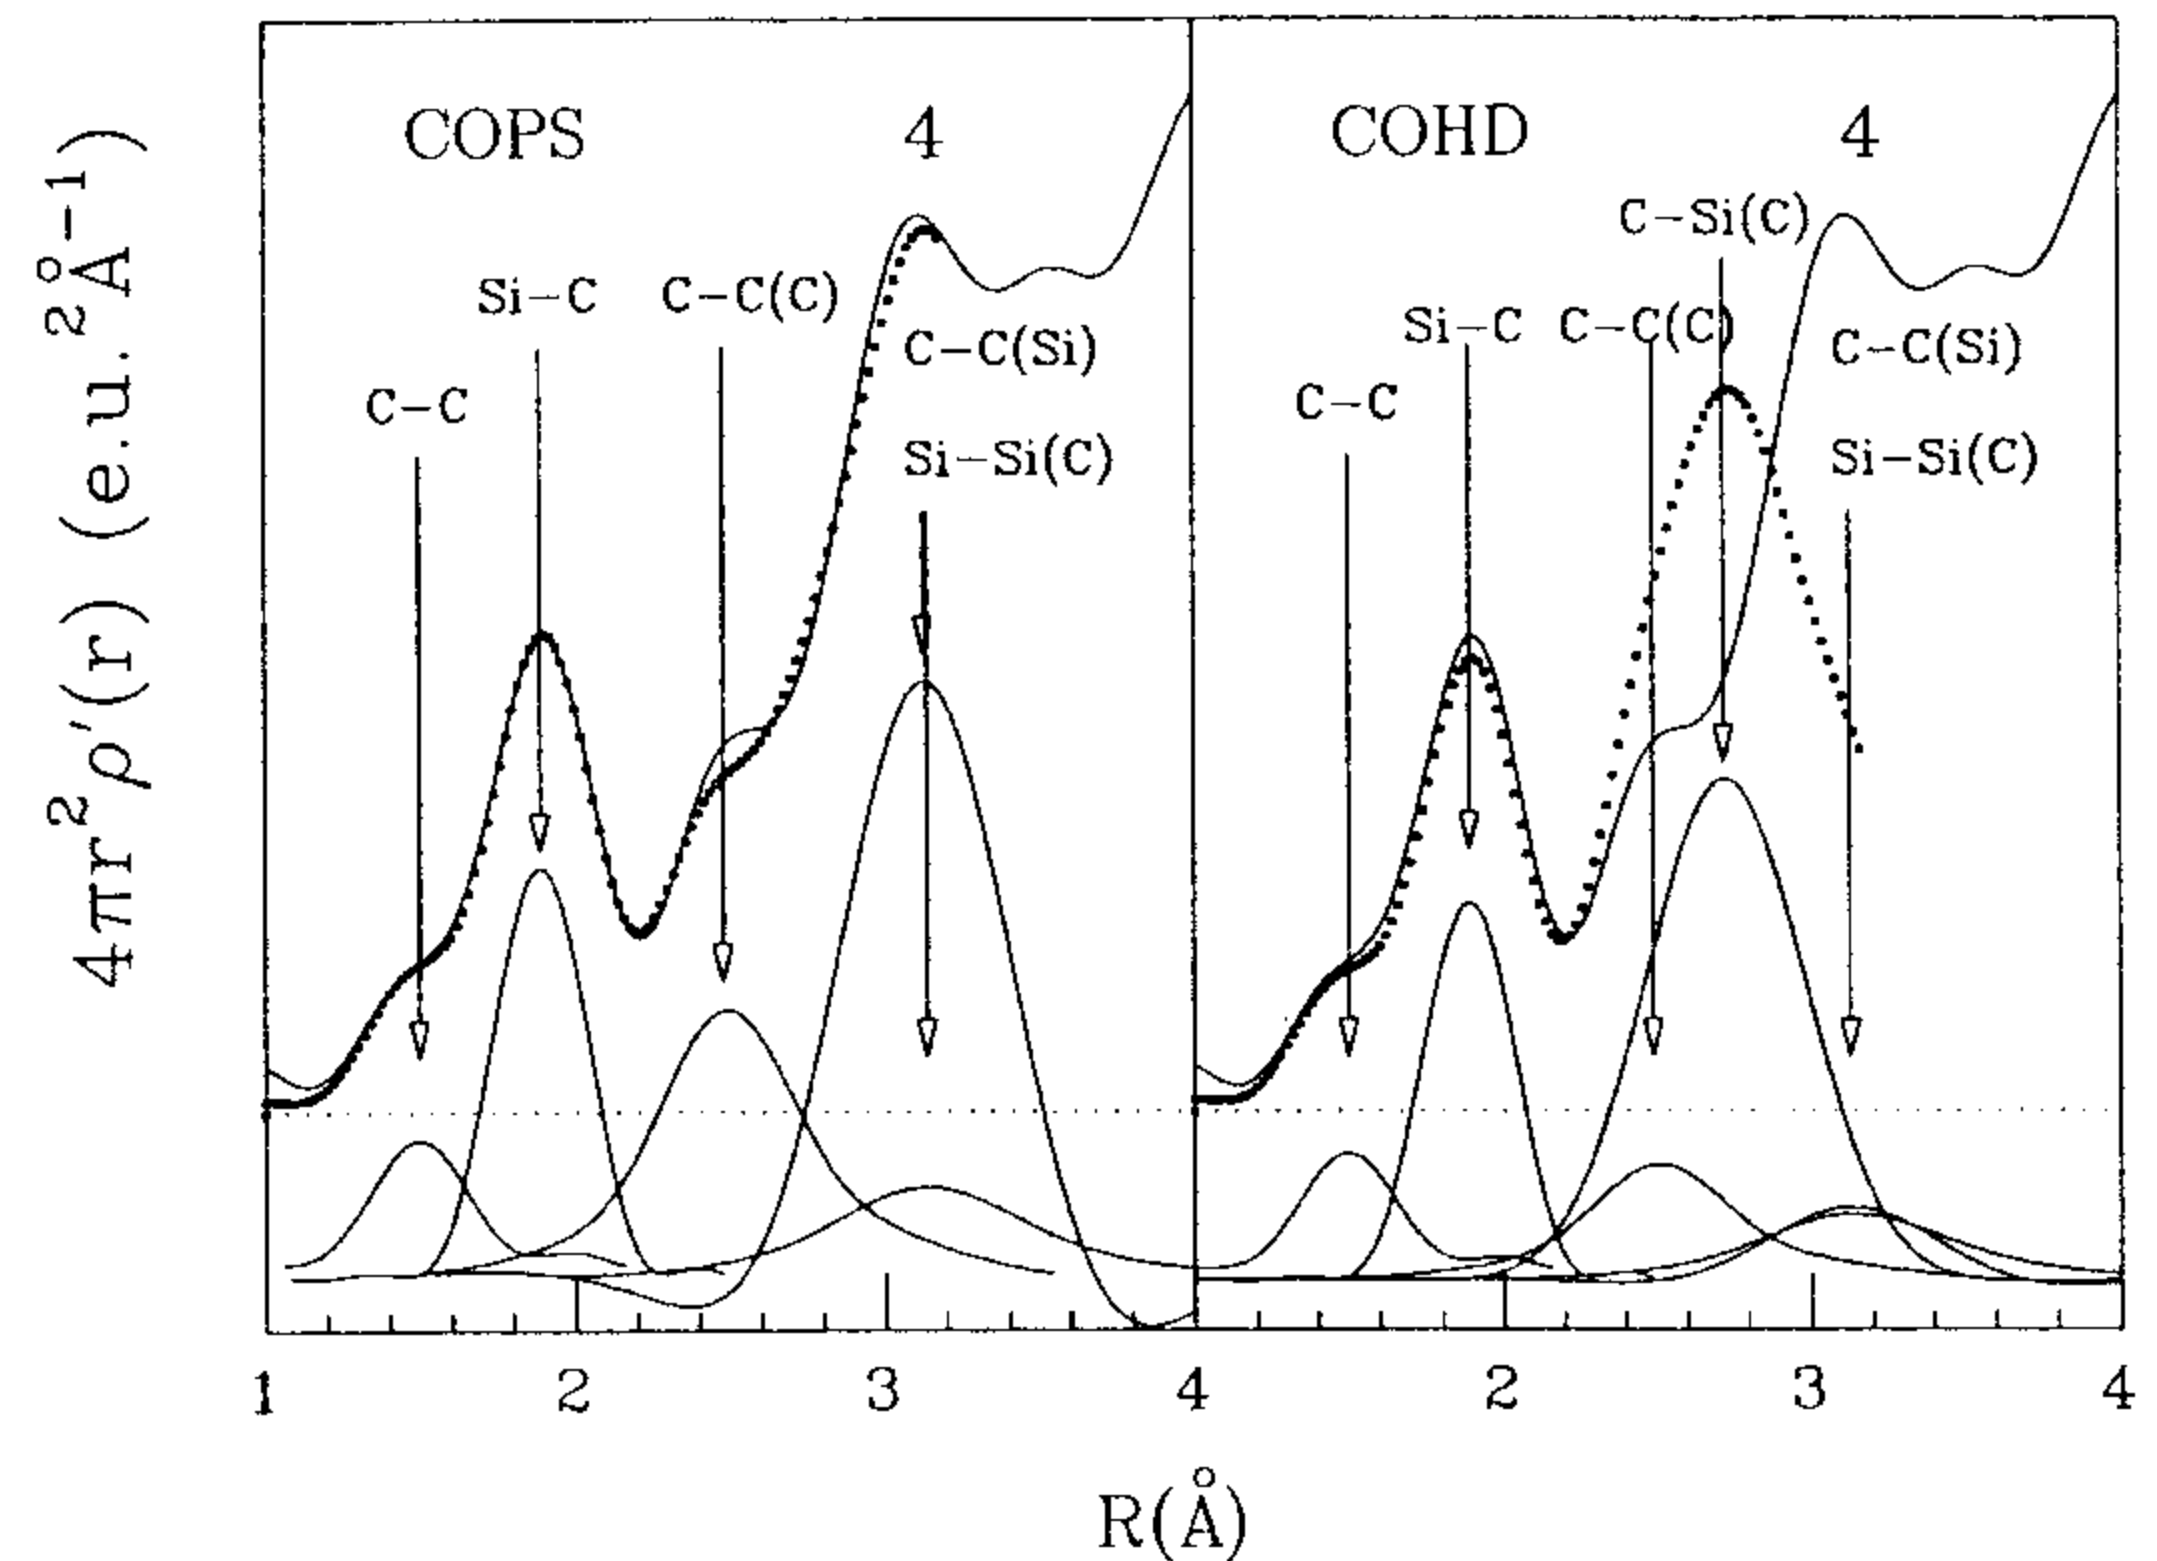 4πr²ρ′(r) (e.u.²Å⁻¹)
COPS 4
Si−C C−C(C)
C−C(Si)
C−C
Si−Si(C)
COHD 4
C−Si(C)
Si−C C−C(C)
C−C(Si)
C−C
Si−Si(C)
1 2 3 4 2 3 4
R(Å)